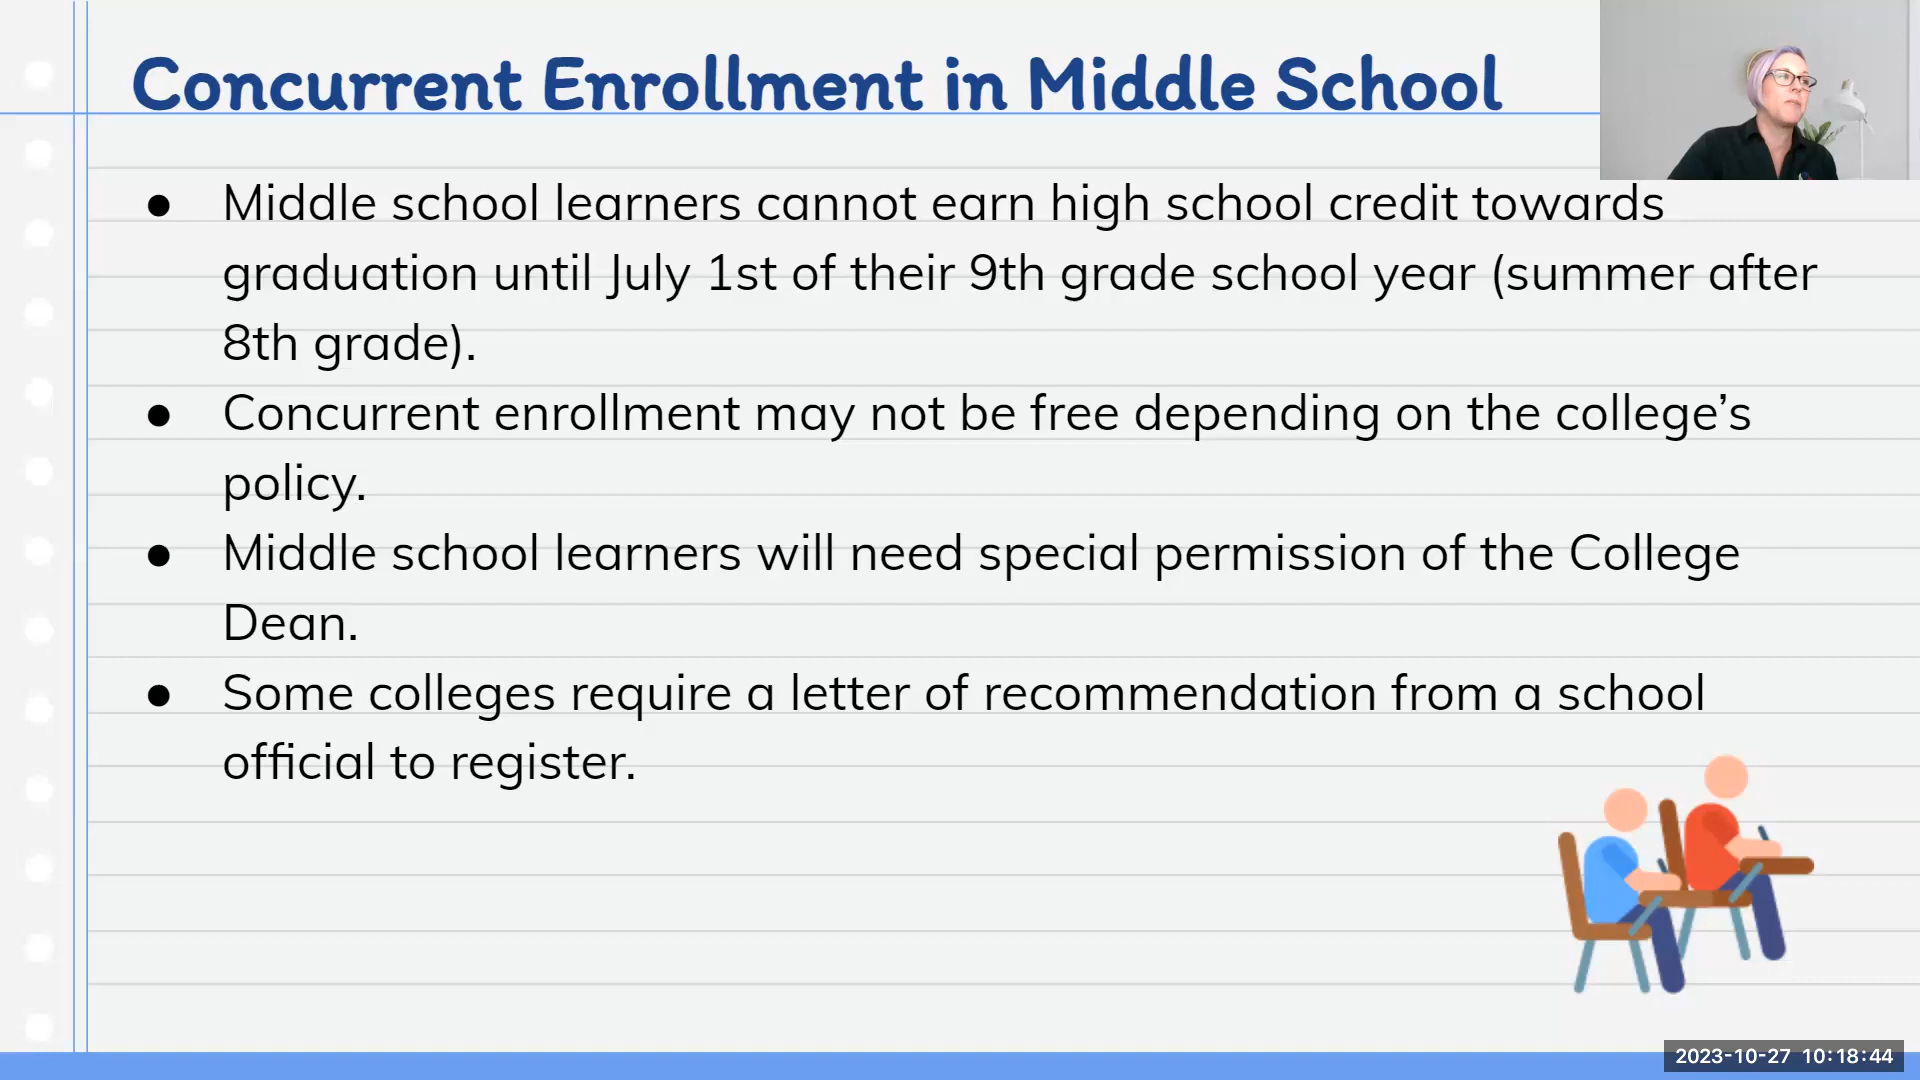 Concurrent Enrollment in Middle School
● Middle school learners cannot earn high school credit towards
graduation until July 1st of their 9th grade school year (summer after
8th grade).
● Concurrent enrollment may not be free depending on the college’s
policy.
● Middle school learners will need special permission of the College
Dean.
● Some colleges require a letter of recommendation from a school
official to register.
2023-10-27 10:18:44